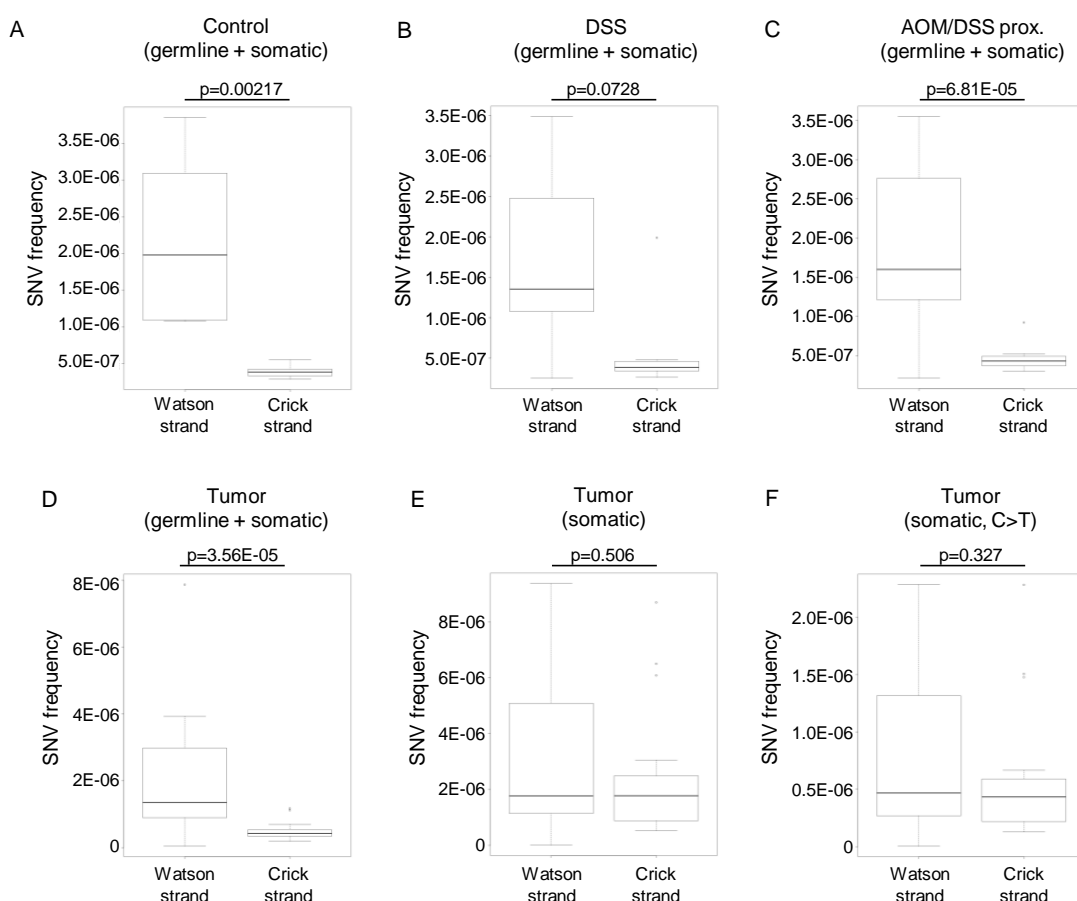 A
Control
(germline + somatic)
p=0.00217
SNV frequency
3.5E-06
3.0E-06
2.5E-06
2.0E-06
1.5E-06
1.0E-06
5.0E-07
Watson
strand
Crick
strand
B
DSS
(germline + somatic)
p=0.0728
SNV frequency
3.5E-06
3.0E-06
2.5E-06
2.0E-06
1.5E-06
1.0E-06
5.0E-07
Watson
strand
Crick
strand
C
AOM/DSS prox.
(germline + somatic)
p=6.81E-05
SNV frequency
3.5E-06
3.0E-06
2.5E-06
2.0E-06
1.5E-06
1.0E-06
5.0E-07
Watson
strand
Crick
strand
D
Tumor
(germline + somatic)
p=3.56E-05
SNV frequency
8E-06
6E-06
4E-06
2E-06
0
Watson
strand
Crick
strand
E
Tumor
(somatic)
p=0.506
SNV frequency
8E-06
6E-06
4E-06
2E-06
0
Watson
strand
Crick
strand
F
Tumor
(somatic, C>T)
p=0.327
SNV frequency
2.0E-06
1.5E-06
1.0E-06
0.5E-06
0
Watson
strand
Crick
strand